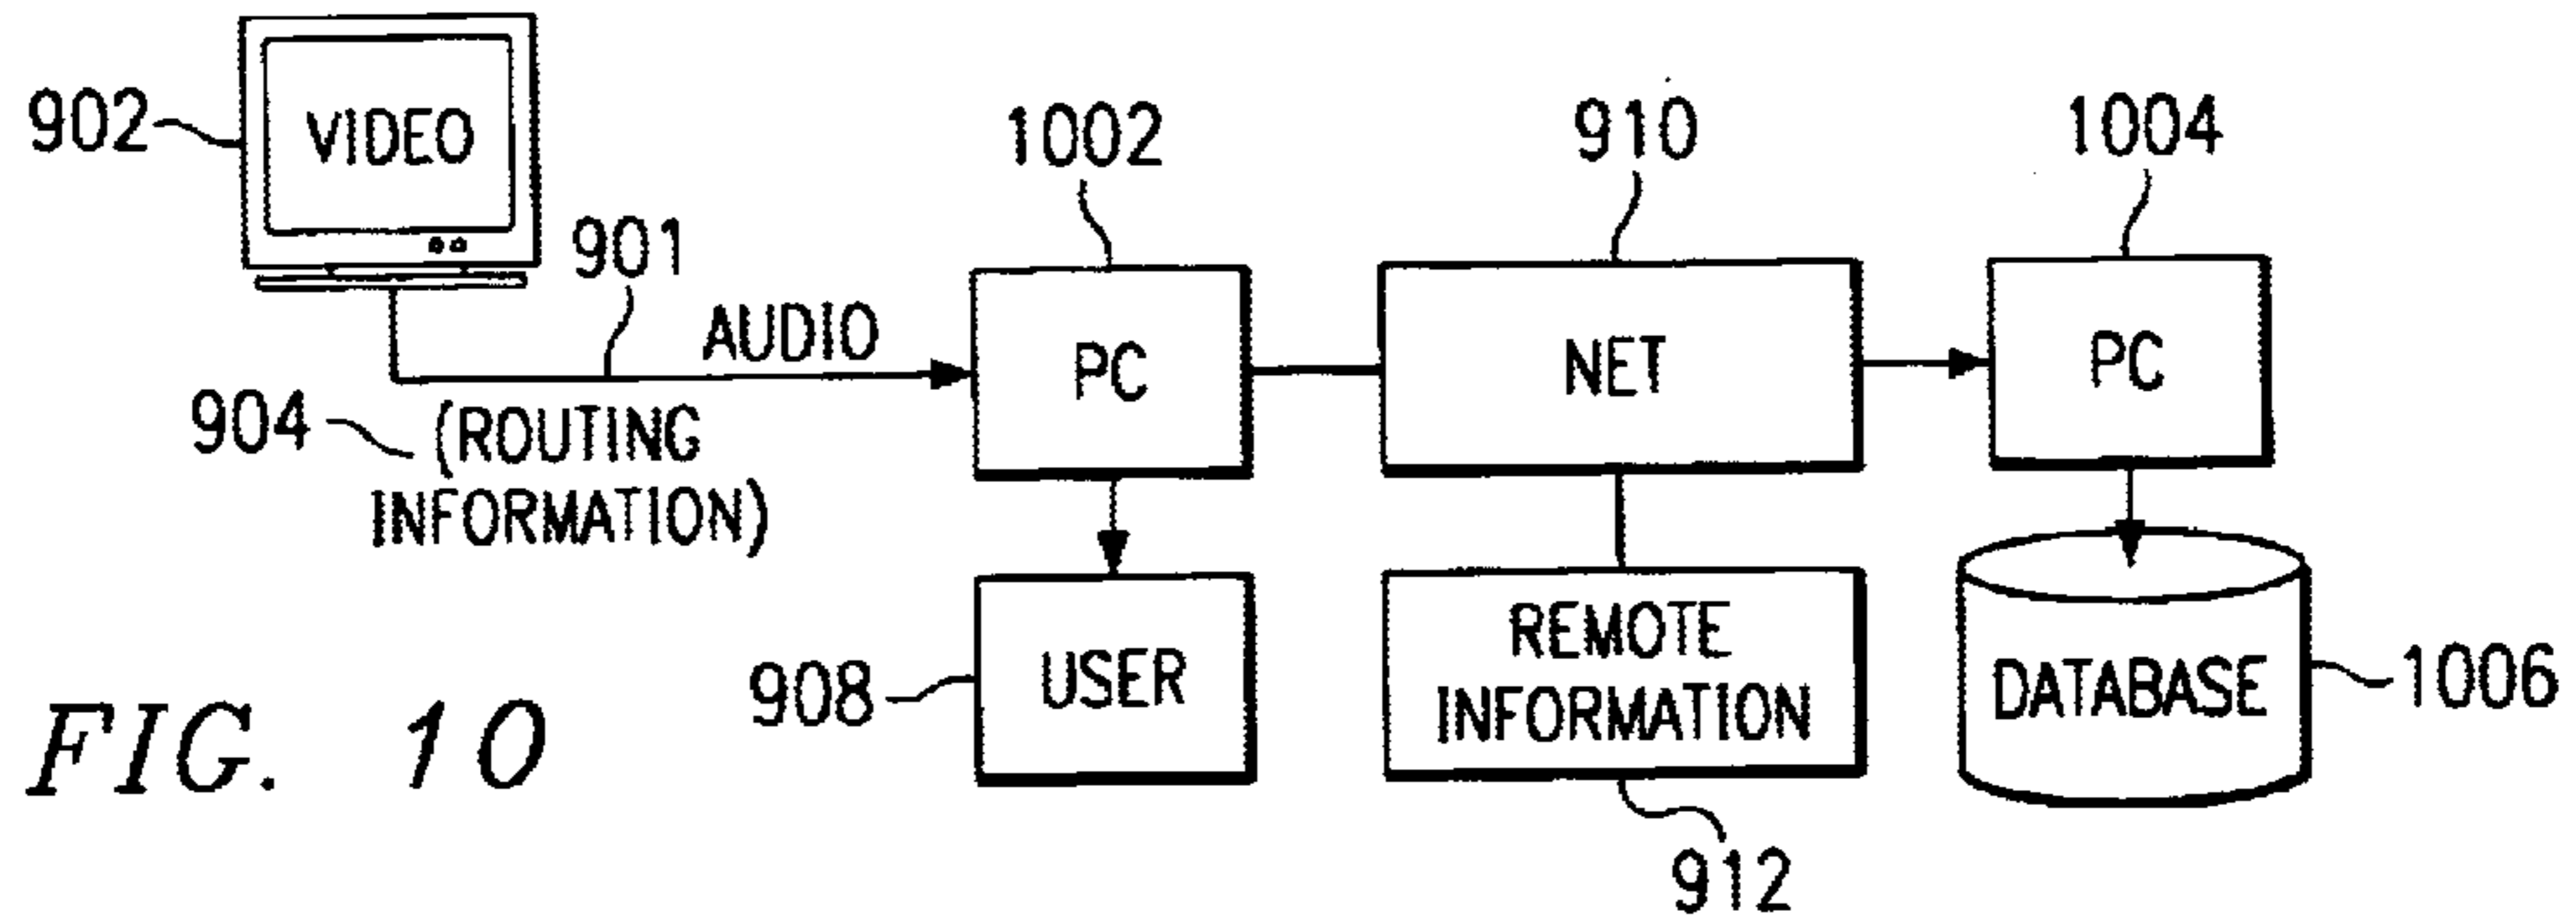 902
VIDEO
901
AUDIO
904
(ROUTING
INFORMATION)
1002
PC
908
USER
910
NET
REMOTE
INFORMATION
912
1004
PC
DATABASE
1006
FIG. 10